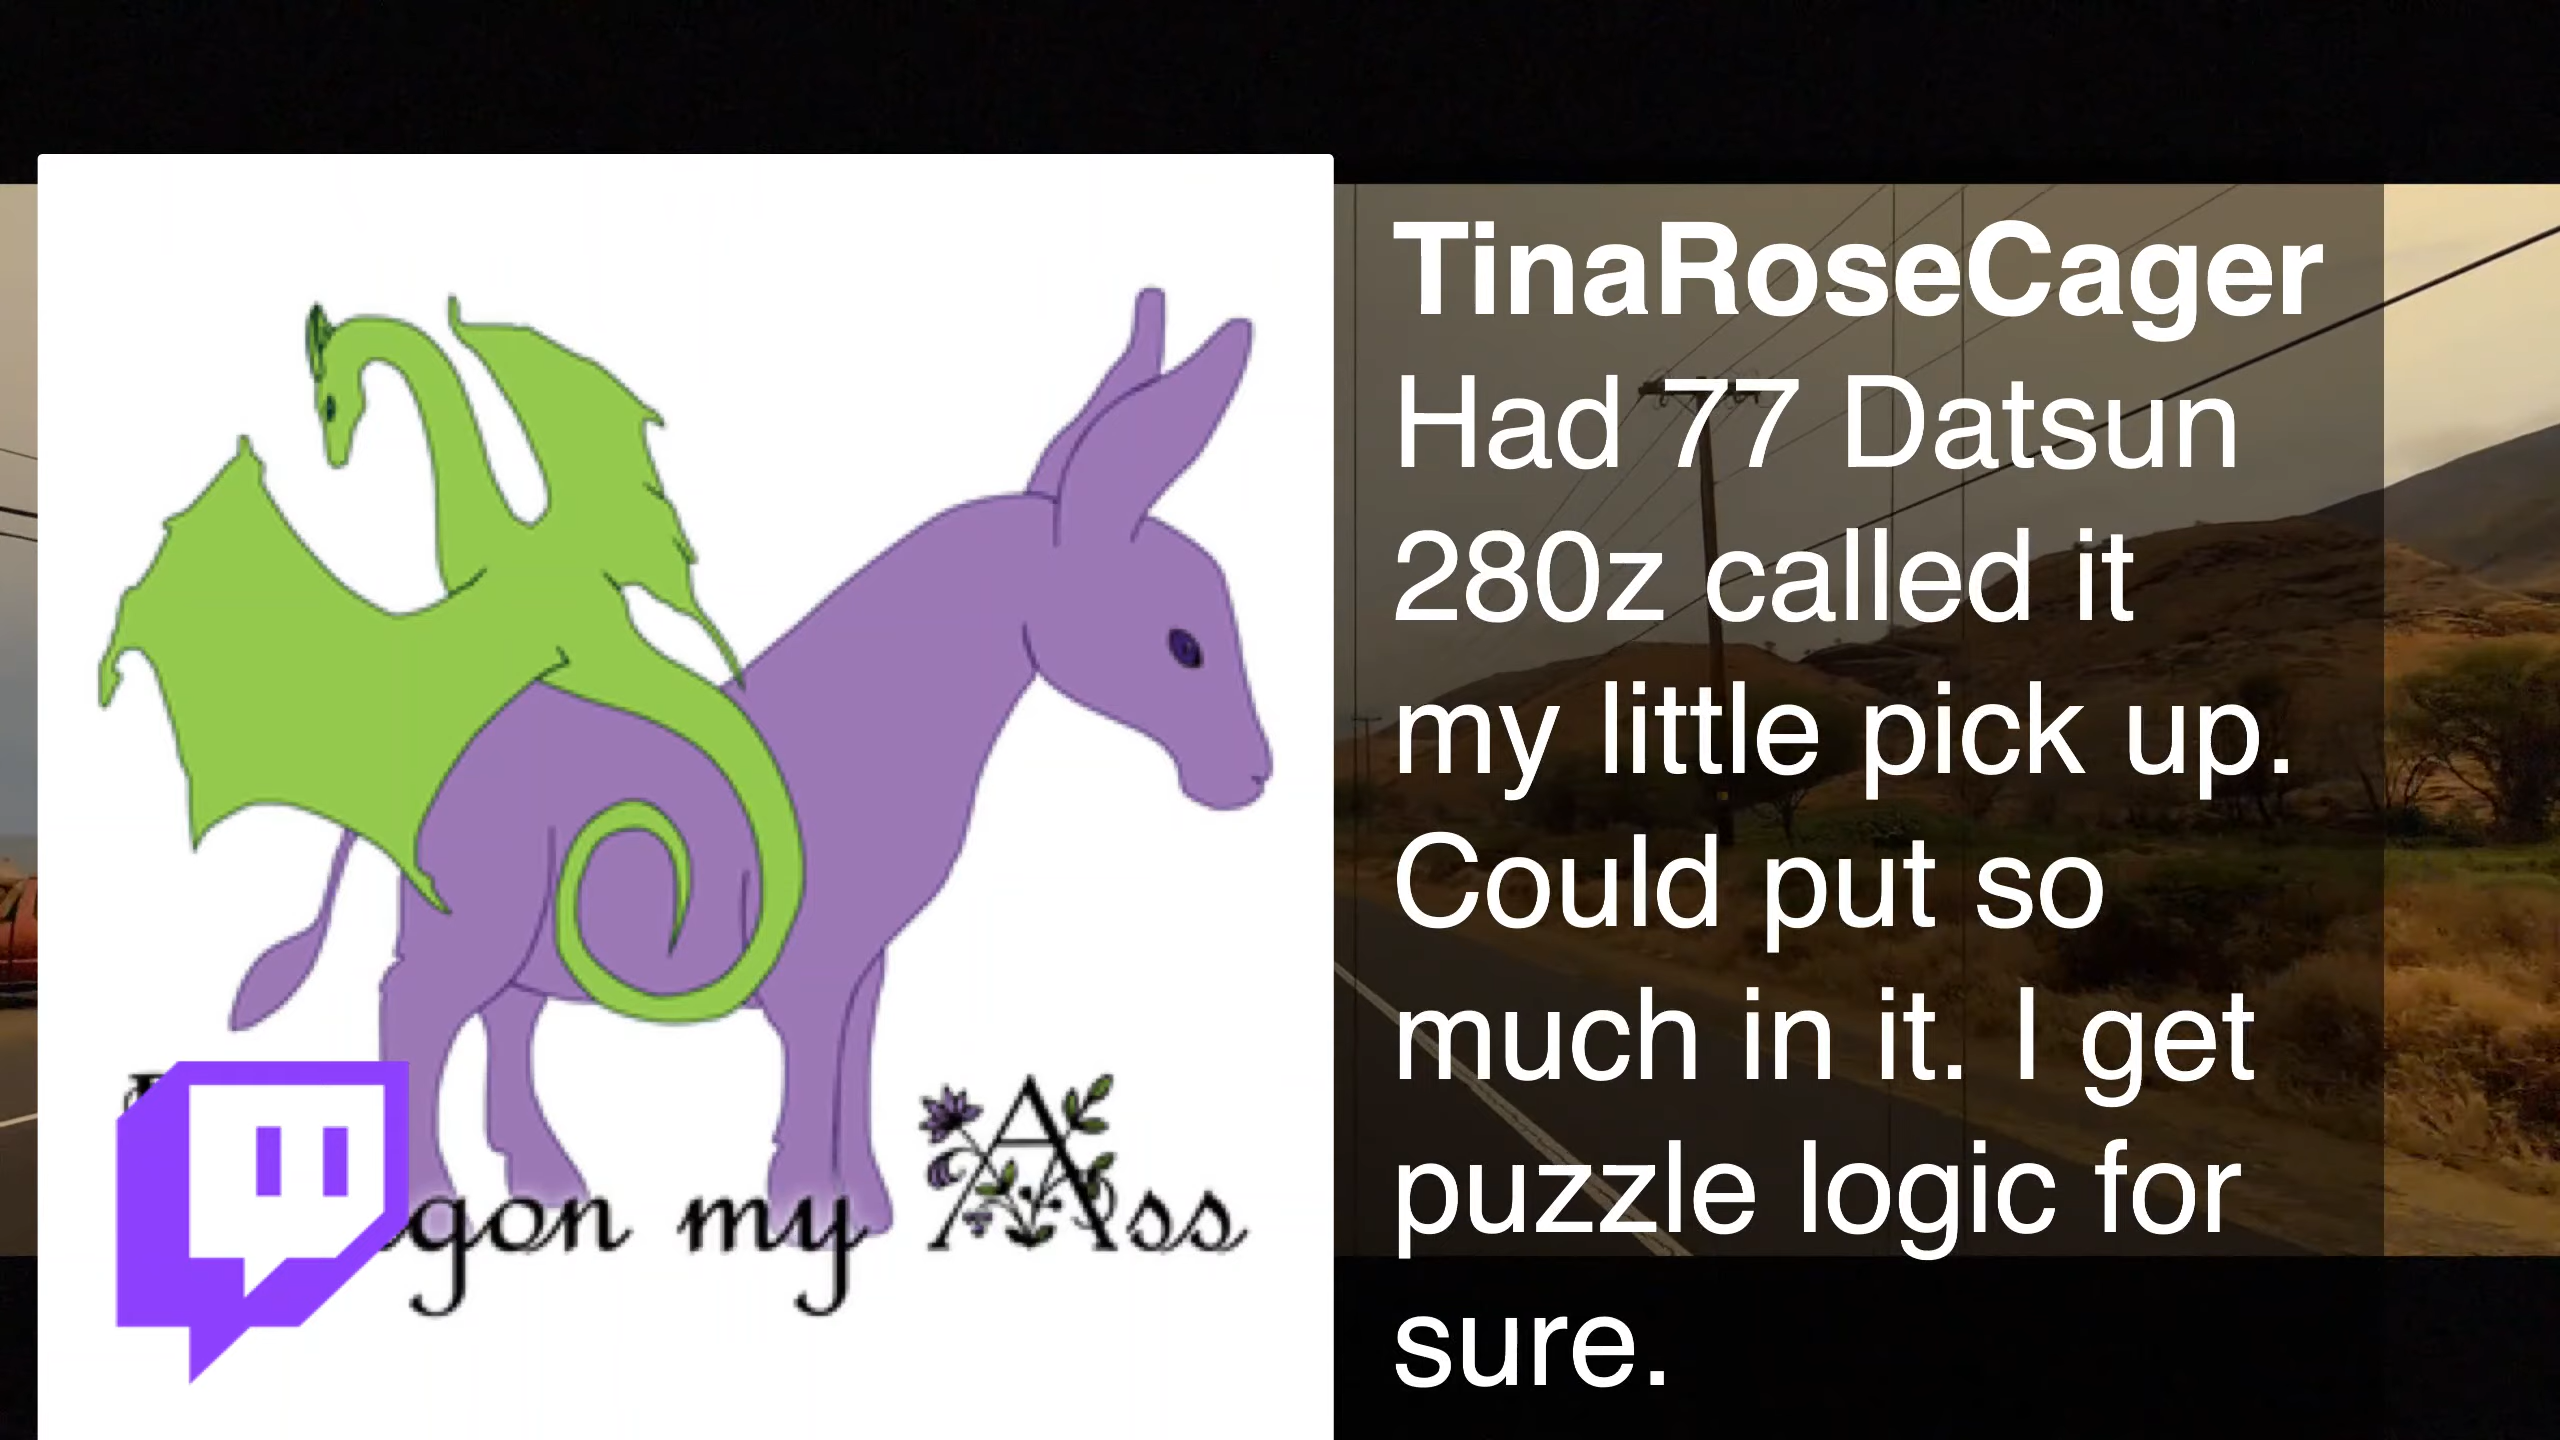 my Ass
TinaRoseCager
Had 77 Datsun
280z called it
my little pick up.
Could put so
much in it. I get
puzzle logic for
sure.